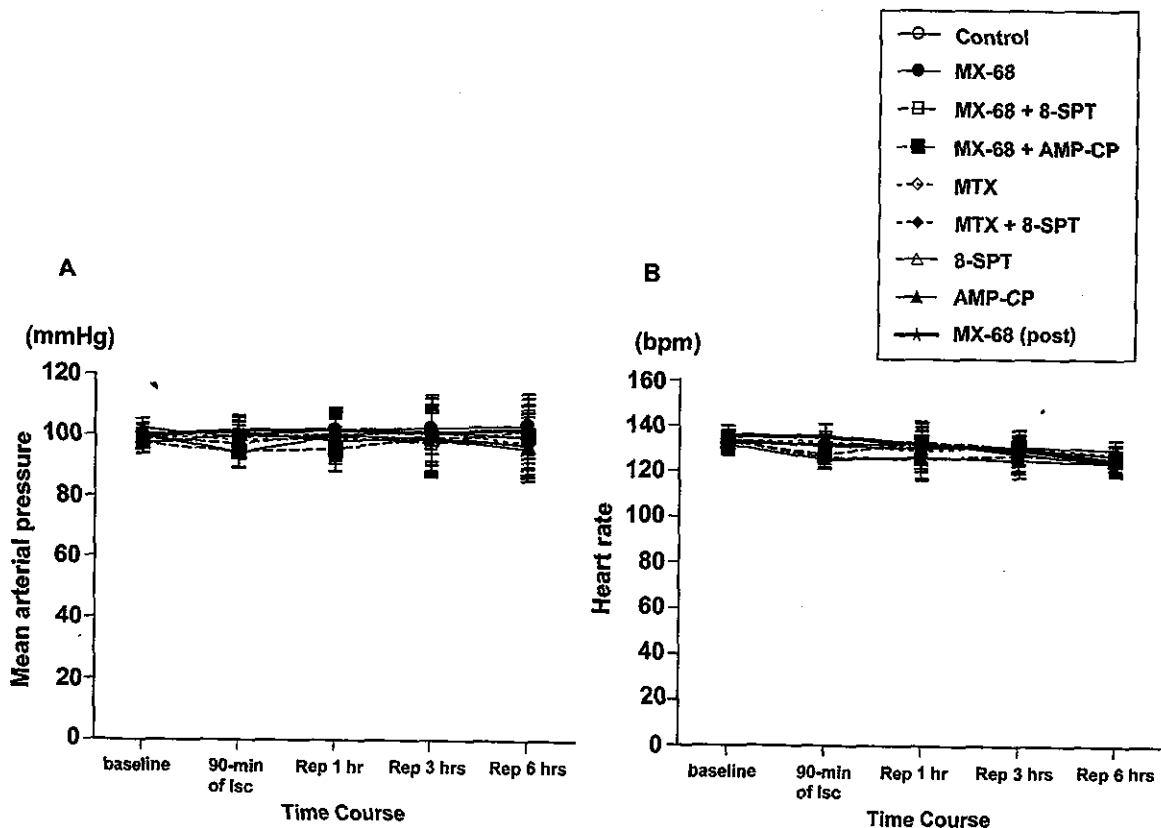 Control
MX-68
MX-68 + 8-SPT
MX-68 + AMP-CP
MTX
MTX + 8-SPT
8-SPT
AMP-CP
MX-68 (post)
A
(mmHg)
120
100
80
60
40
20
0
Mean arterial pressure
baseline
90-min
of Isc
Rep 1 hr
Rep 3 hrs
Rep 6 hrs
Time Course
B
(bpm)
160
140
120
100
80
60
40
20
0
Heart rate
baseline
90-min
of Isc
Rep 1 hr
Rep 3 hrs
Rep 6 hrs
Time Course